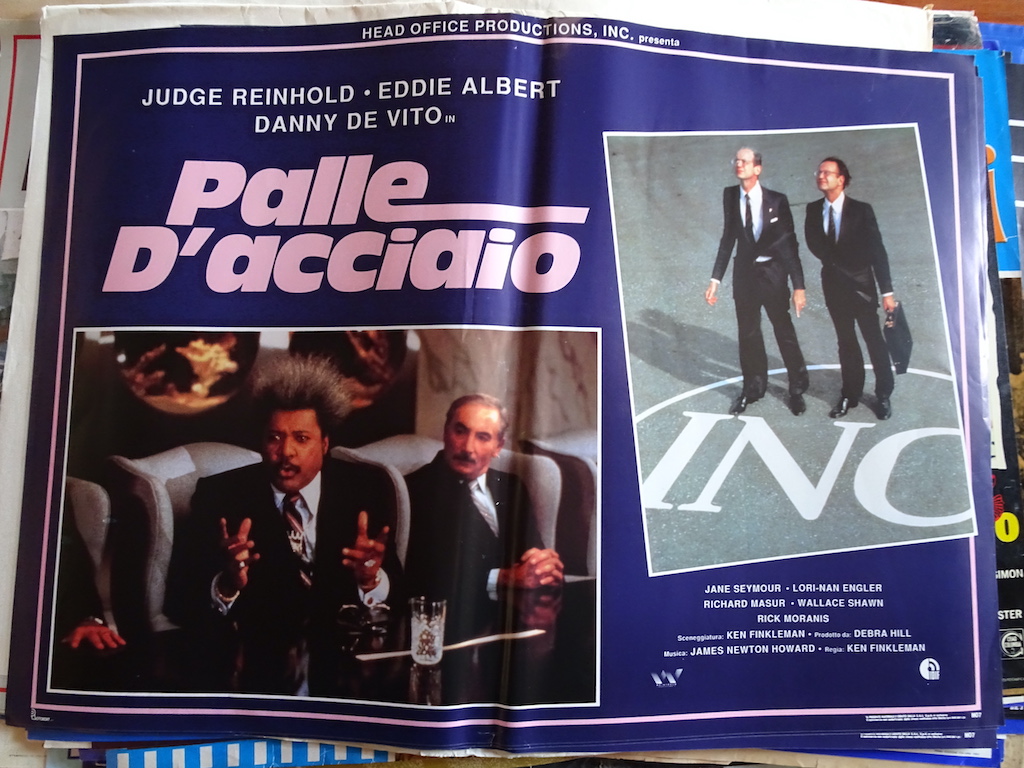 HEAD OFFICE PRODUCTIONS, INC. presenta
JUDGE REINHOLD • EDDIE ALBERT
DANNY DE VITO IN
Palle
D'acciaio
INC
JANE SEYMOUR • LORI-NAN ENGLER
RICHARD MASUR • WALLACE SHAWN
RICK MORANIS
Sceneggiatura: KEN FINKLEMAN • Prodotto da: DEBRA HILL
Musica: JAMES NEWTON HOWARD • Regia: KEN FINKLEMAN
SIMON
STER